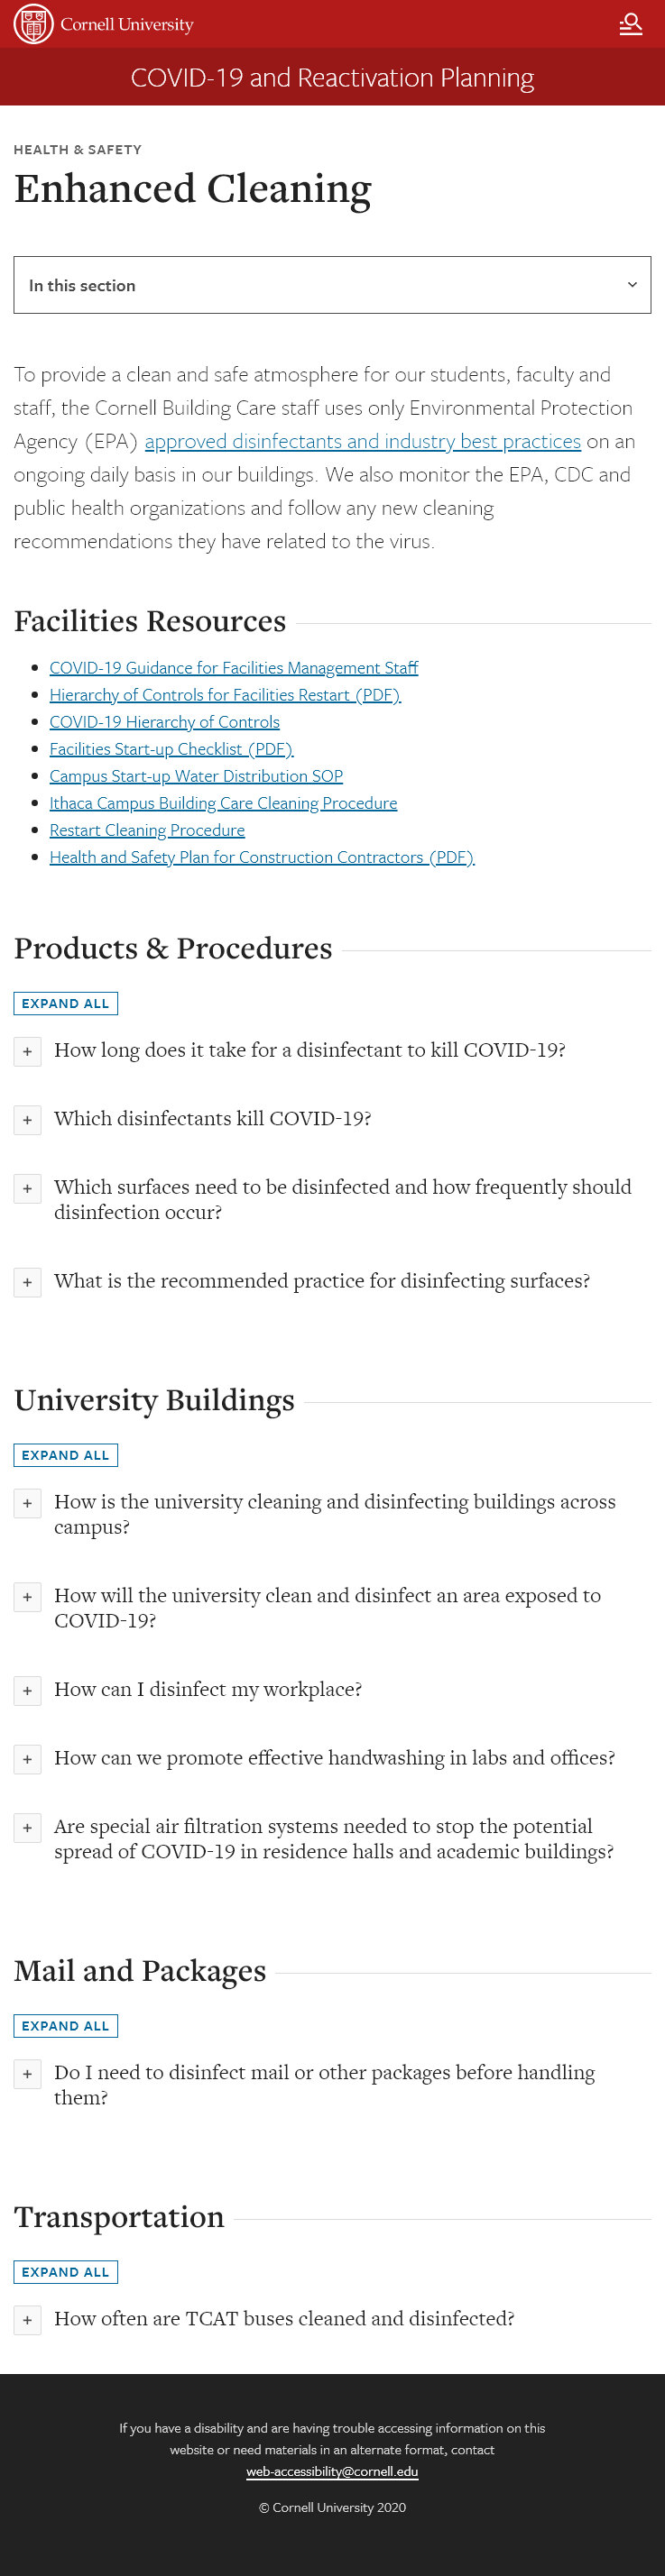 Cornell University
COVID-19 and Reactivation Planning
HEALTH & SAFETY
Enhanced Cleaning
In this section
To provide a clean and safe atmosphere for our students, faculty and
staff, the Cornell Building Care staff uses only Environmental Protection
Agency (EPA) approved disinfectants and industry best practices on an
ongoing daily basis in our buildings. We also monitor the EPA, CDC and
public health organizations and follow any new cleaning
recommendations they have related to the virus.
Facilities Resources
• COVID-19 Guidance for Facilities Management Staff
• Hierarchy of Controls for Facilities Restart (PDF)
• COVID-19 Hierarchy of Controls
• Facilities Start-up Checklist (PDF)
• Campus Start-up Water Distribution SOP
• Ithaca Campus Building Care Cleaning Procedure
• Restart Cleaning Procedure
• Health and Safety Plan for Construction Contractors (PDF)
Products & Procedures
EXPAND ALL
+ How long does it take for a disinfectant to kill COVID-19?
+ Which disinfectants kill COVID-19?
+ Which surfaces need to be disinfected and how frequently should
disinfection occur?
+ What is the recommended practice for disinfecting surfaces?
University Buildings
EXPAND ALL
+ How is the university cleaning and disinfecting buildings across
campus?
+ How will the university clean and disinfect an area exposed to
COVID-19?
+ How can I disinfect my workplace?
+ How can we promote effective handwashing in labs and offices?
+ Are special air filtration systems needed to stop the potential
spread of COVID-19 in residence halls and academic buildings?
Mail and Packages
EXPAND ALL
+ Do I need to disinfect mail or other packages before handling
them?
Transportation
EXPAND ALL
+ How often are TCAT buses cleaned and disinfected?
If you have a disability and are having trouble accessing information on this
website or need materials in an alternate format, contact
web-accessibility@cornell.edu
© Cornell University 2020